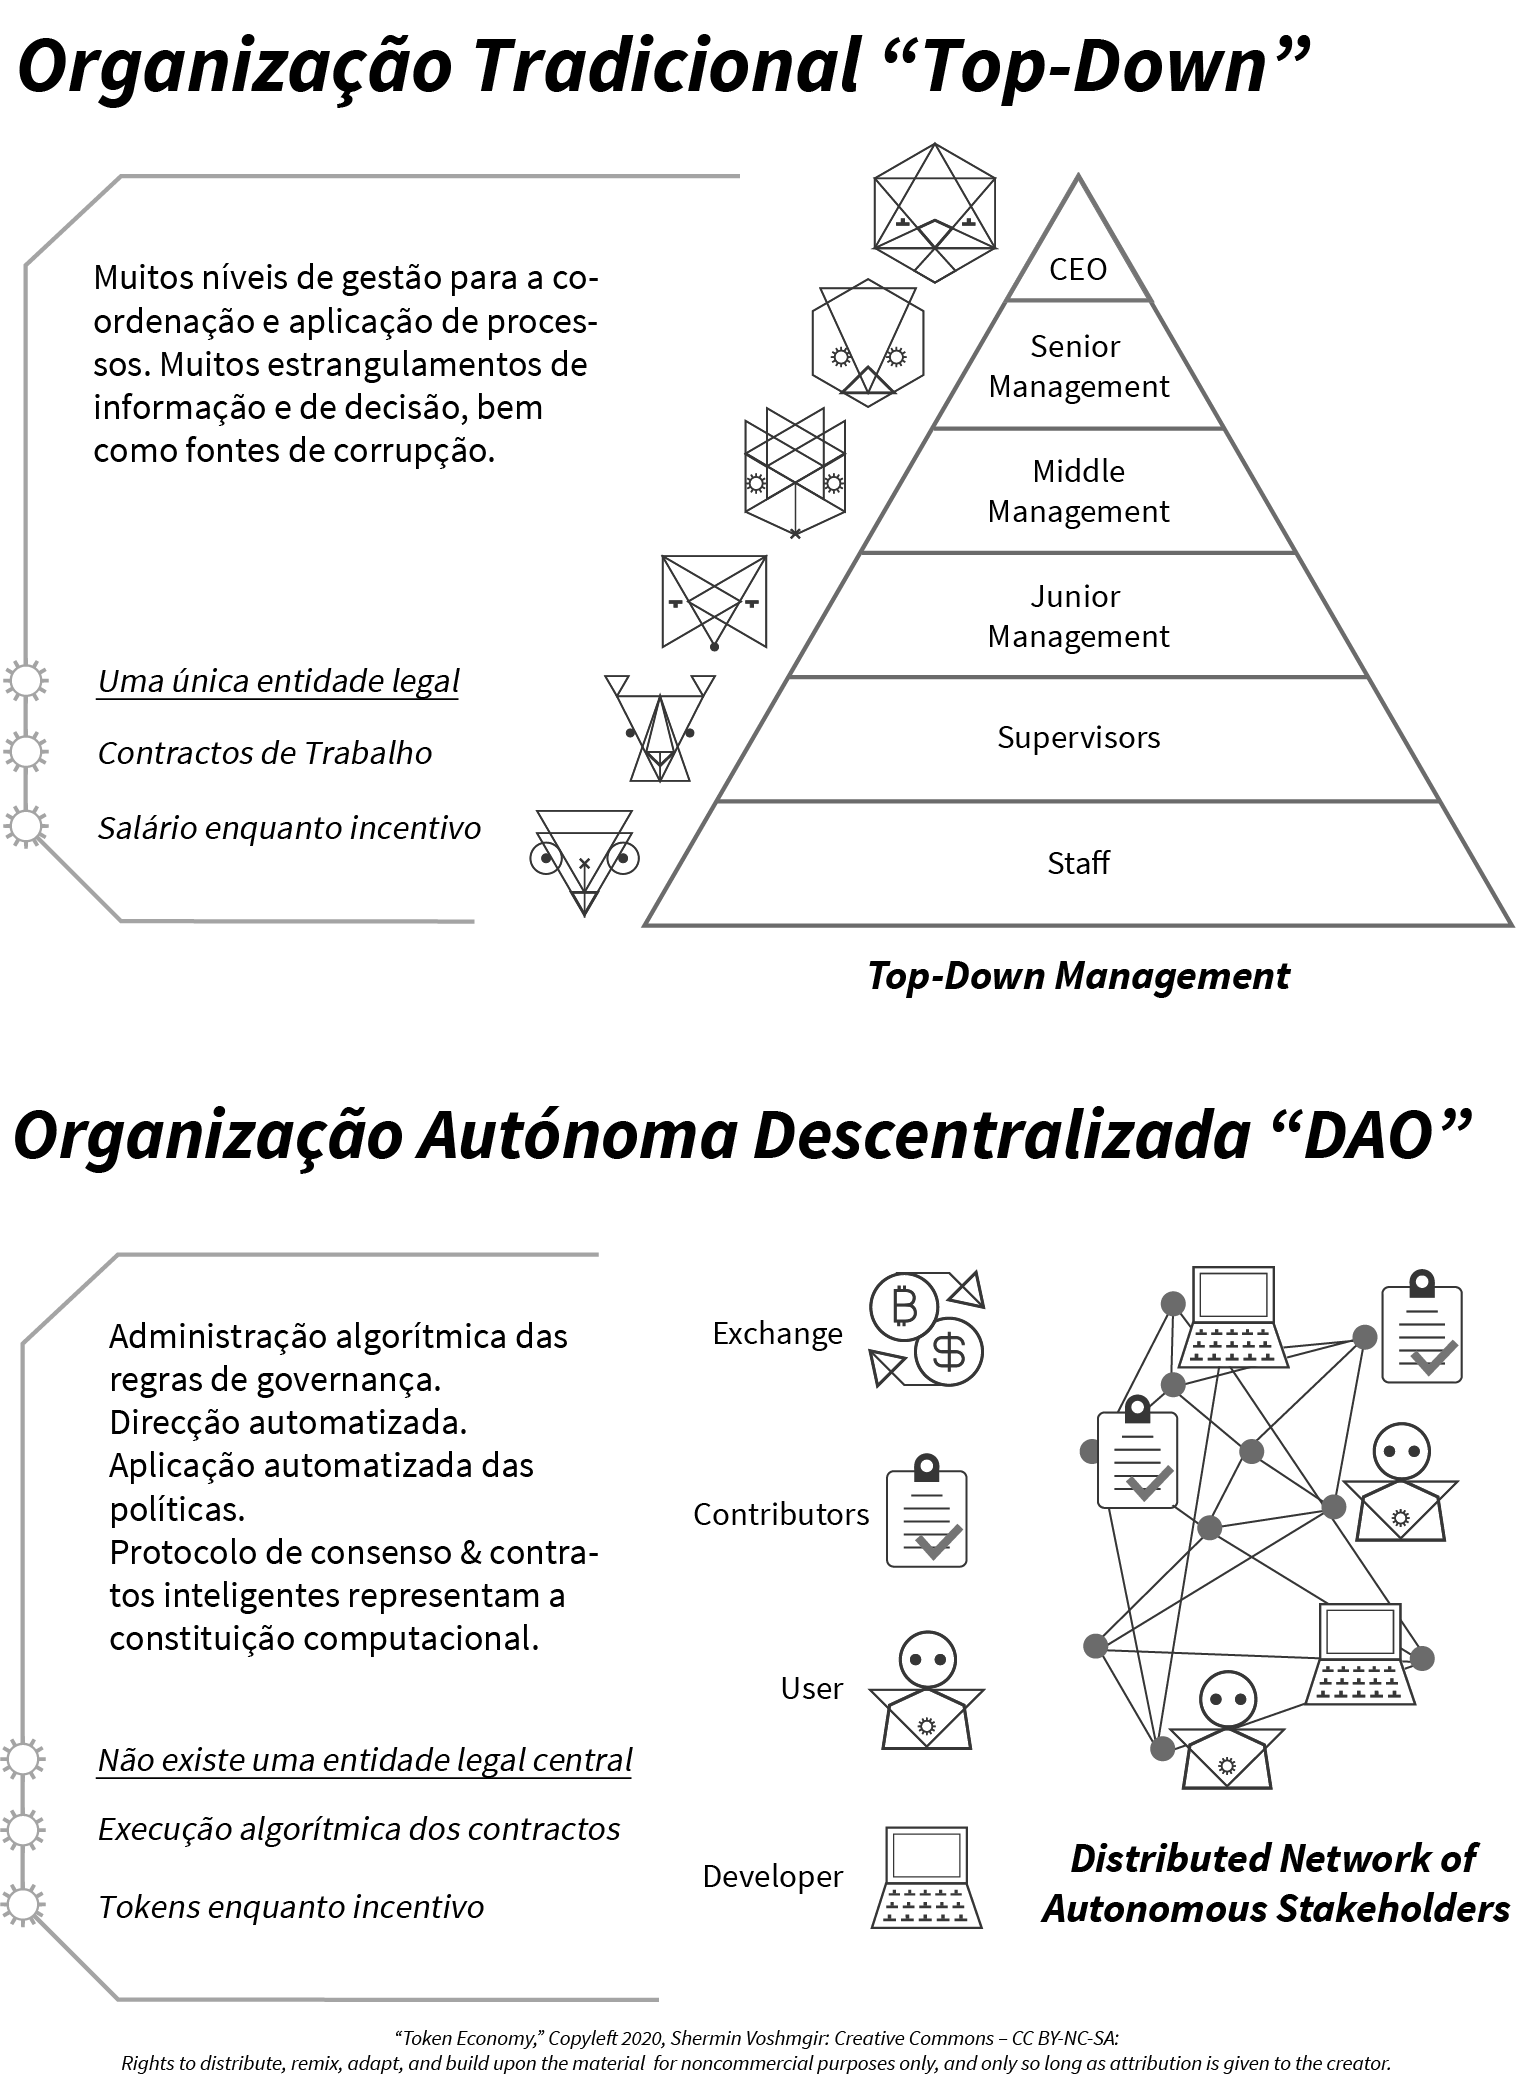 Organização Tradicional “Top-Down”
Muitos níveis de gestão para a co-
ordenação e aplicação de proces-
sos. Muitos estrangulamentos de
informação e de decisão, bem
como fontes de corrupção.
Uma única entidade legal
Contractos de Trabalho
Salário enquanto incentivo
CEO
Senior
Management
Middle
Management
Junior
Management
Supervisors
Staff
Top-Down Management
Organização Autónoma Descentralizada “DAO”
Administração algorítmica das
regras de governança.
Direcção automatizada.
Aplicação automatizada das
políticas.
Protocolo de consenso & contra-
tos inteligentes representam a
constituição computacional.
Não existe uma entidade legal central
Execução algorítmica dos contractos
Tokens enquanto incentivo
Exchange
Contributors
User
Developer
Distributed Network of
Autonomous Stakeholders
“Token Economy,” Copyleft 2020, Shermin Voshmgir: Creative Commons – CC BY-NC-SA:
Rights to distribute, remix, adapt, and build upon the material for noncommercial purposes only, and only so long as attribution is given to the creator.